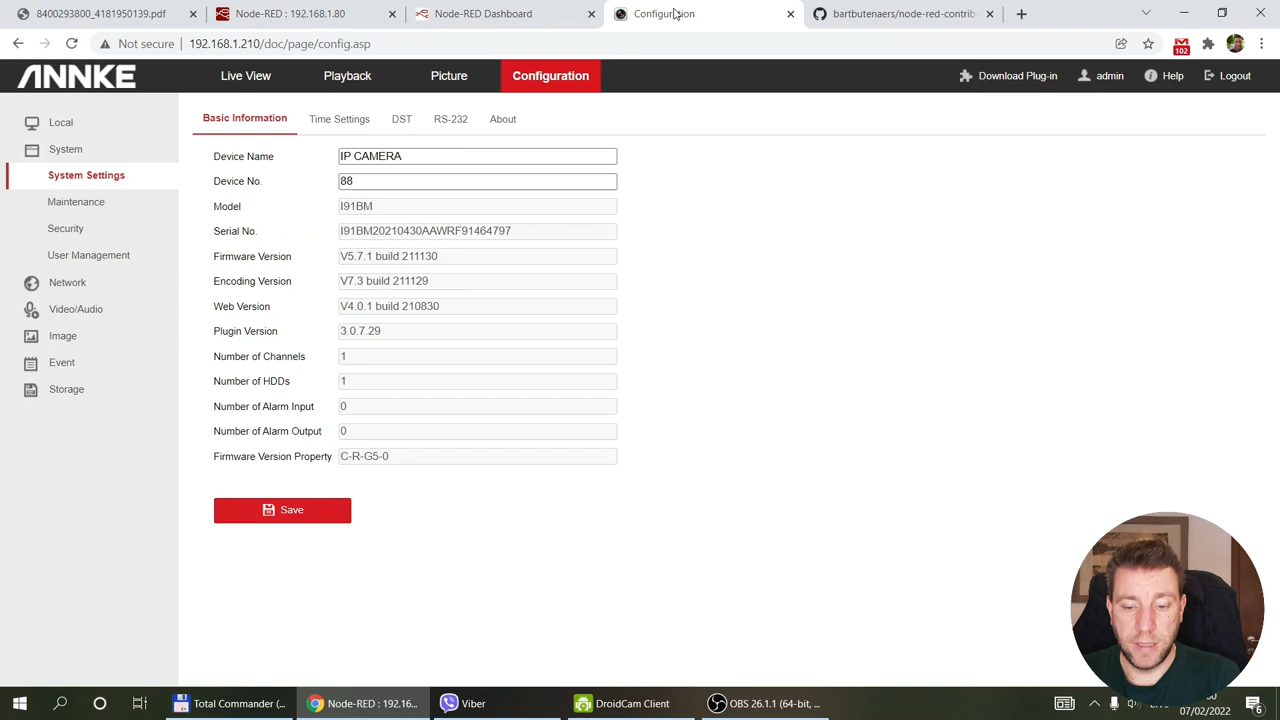 8400293800_4181950139.pdf
Node-RED : 192.168.1.80
Node-RED Dashboard
Configuration
bartbutenaers/node-red-contrib
Not secure
192.168.1.210/doc/page/config.asp
102
ANNKE
Live View
Playback
Picture
Configuration
Download Plug-in
admin
Help
Logout
Local
System
System Settings
Maintenance
Security
User Management
Network
Video/Audio
Image
Event
Storage
Basic Information
Time Settings
DST
RS-232
About
Device Name
IP CAMERA
Device No.
88
Model
I91BM
Serial No.
I91BM20210430AAWRF91464797
Firmware Version
V5.7.1 build 211130
Encoding Version
V7.3 build 211129
Web Version
V4.0.1 build 210830
Plugin Version
3.0.7.29
Number of Channels
1
Number of HDDs
1
Number of Alarm Input
0
Number of Alarm Output
0
Firmware Version Property
C-R-G5-0
Save
Total Commander (...
Node-RED : 192.16...
Viber
DroidCam Client
OBS 26.1.1 (64-bit, ...
07/02/2022
6